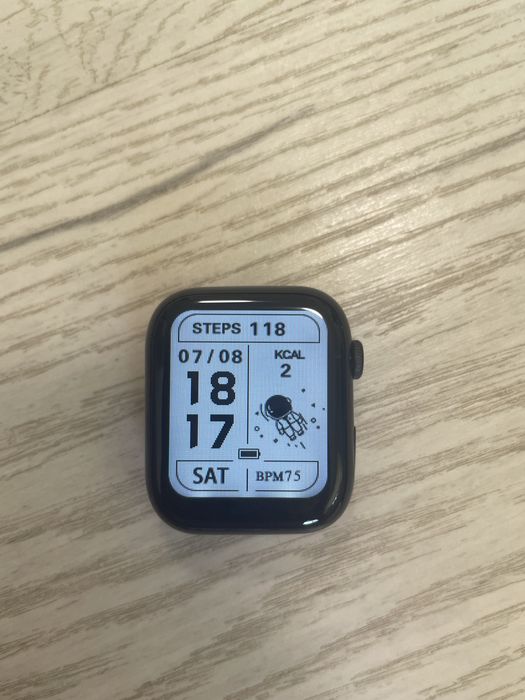 STEPS 118
07/08
18
17
KCAL
2
SAT
BPM75